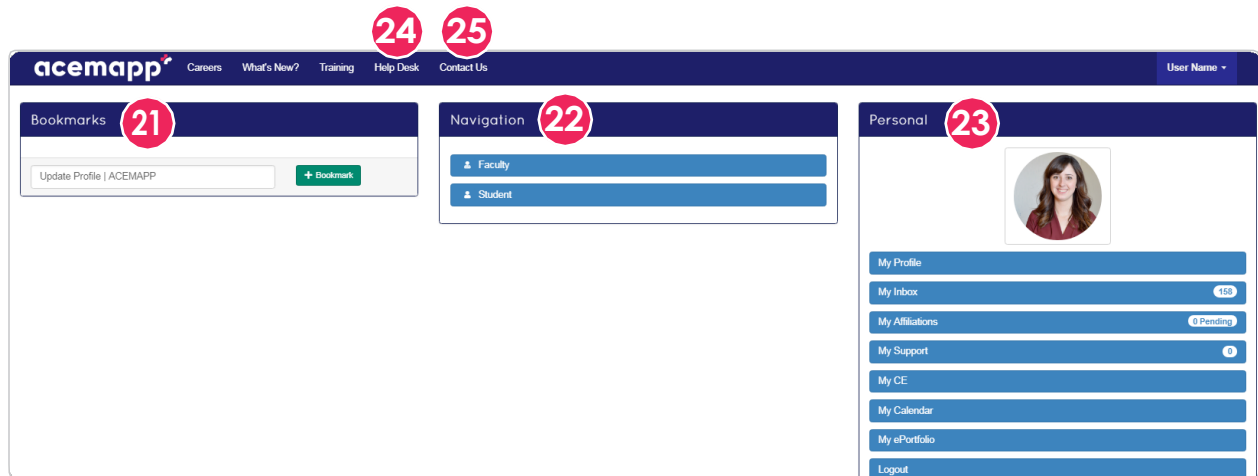 24 25
acemapp Careers What's New? Training Help Desk Contact Us User Name
Bookmarks 21
Update Profile | ACEMAPP + Bookmark
Navigation 22
Faculty
Student
Personal 23
My Profile
My Inbox 158
My Affiliations 0 Pending
My Support 0
My CE
My Calendar
My ePortfolio
Logout